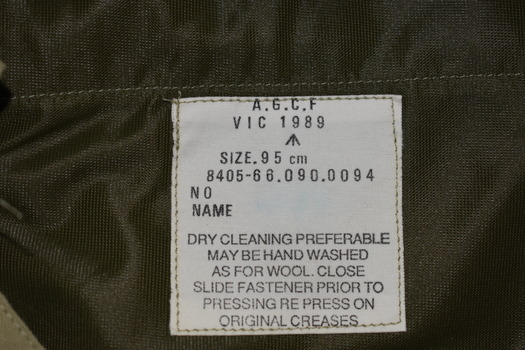 A.G.C.F
VIC 1989
SIZE. 95 cm
8405-66.090.0094
NO
NAME
DRY CLEANING PREFERABLE
MAY BE HAND WASHED
AS FOR WOOL. CLOSE
SLIDE FASTENER PRIOR TO
PRESSING RE PRESS ON
ORIGINAL CREASES